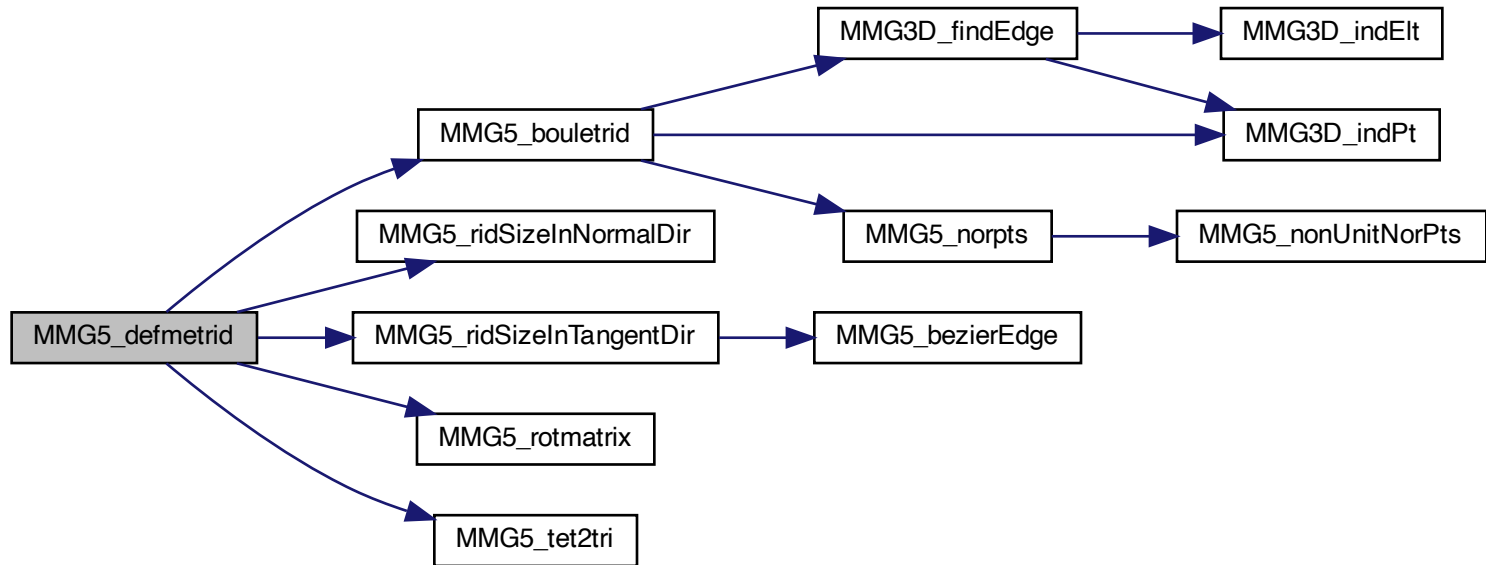 MMG3D_findEdge
MMG3D_indElt
MMG5_bouletrid
MMG3D_indPt
MMG5_ridSizeInNormalDir
MMG5_norpts
MMG5_nonUnitNorPts
MMG5_defmetrid
MMG5_ridSizeInTangentDir
MMG5_bezierEdge
MMG5_rotmatrix
MMG5_tet2tri